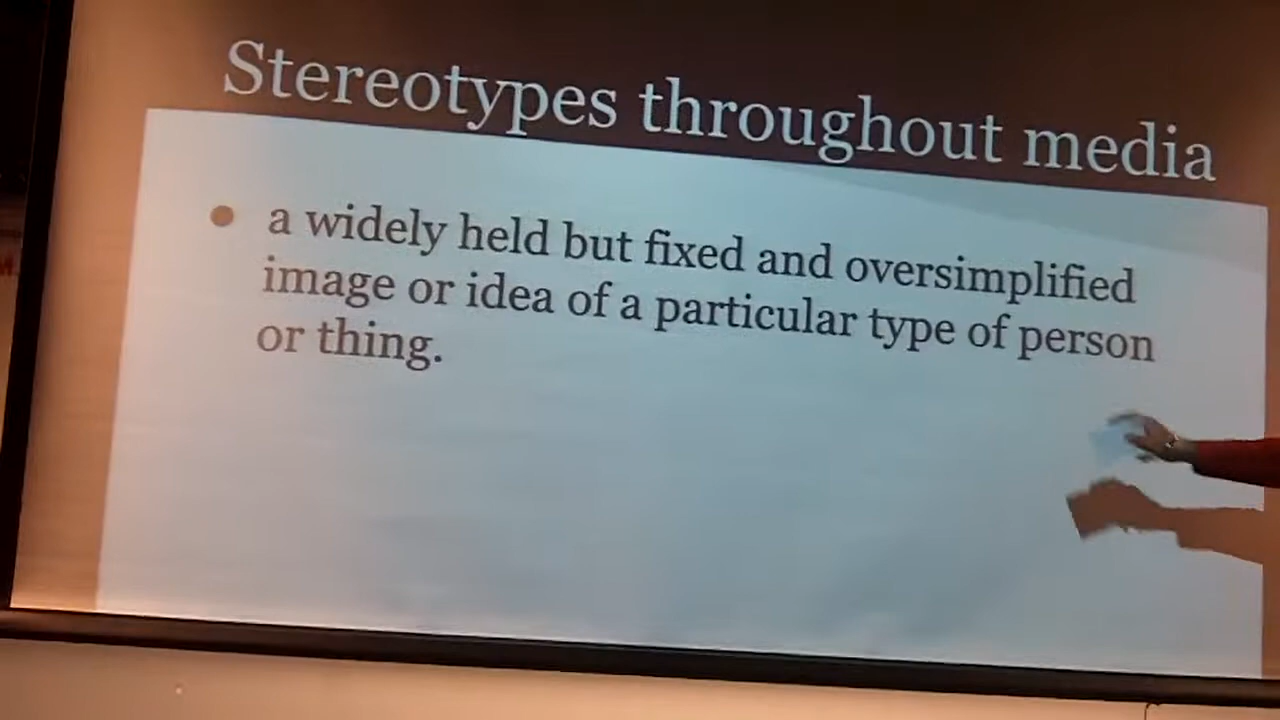 Stereotypes throughout media
a widely held but fixed and oversimplified
image or idea of a particular type of person
or thing.